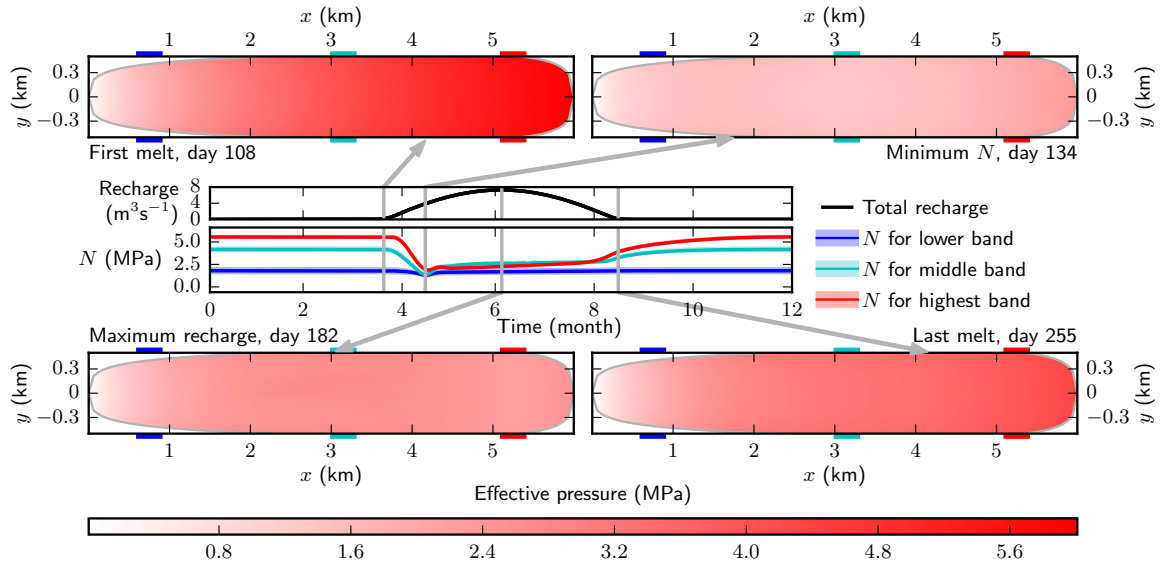 x (km)
x (km)
1 2 3 4 5
1 2 3 4 5
y (km)
0.3
0
−0.3
0.3
0
−0.3
y (km)
First melt, day 108
Minimum N, day 134
Recharge
(m³s⁻¹)
8
4
0
N (MPa)
5.0
2.5
0.0
0 2 4 6 8 10 12
Time (month)
Total recharge
N for lower band
N for middle band
N for highest band
Maximum recharge, day 182
Last melt, day 255
y (km)
0.3
0
−0.3
0.3
0
−0.3
y (km)
1 2 3 4 5
1 2 3 4 5
x (km)
x (km)
Effective pressure (MPa)
0.8 1.6 2.4 3.2 4.0 4.8 5.6